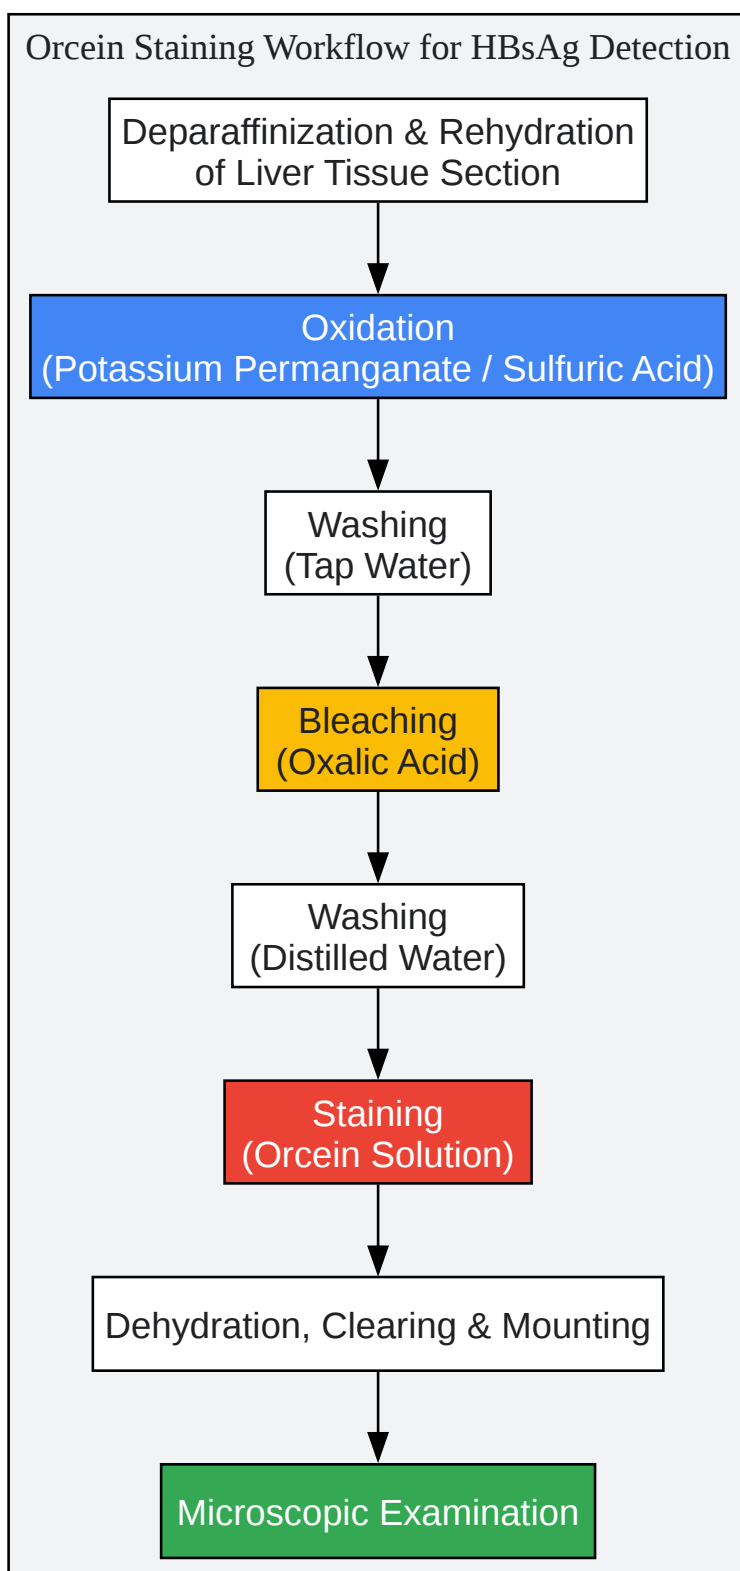 Orcein Staining Workflow for HBsAg Detection
Deparaffinization & Rehydration
of Liver Tissue Section
Oxidation
(Potassium Permanganate / Sulfuric Acid)
Washing
(Tap Water)
Bleaching
(Oxalic Acid)
Washing
(Distilled Water)
Staining
(Orcein Solution)
Dehydration, Clearing & Mounting
Microscopic Examination